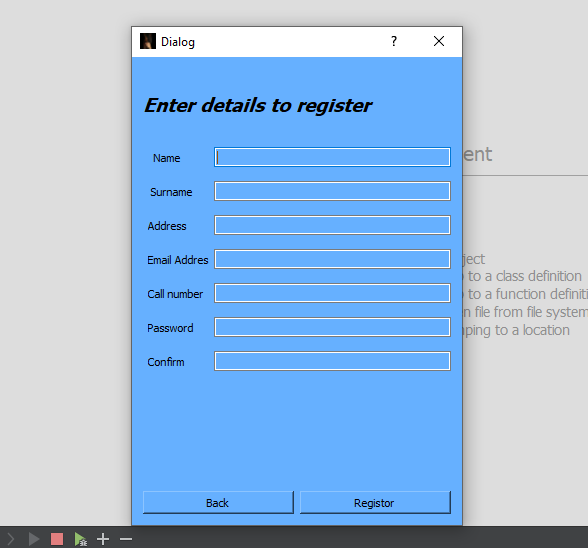 Dialog
?
Enter details to register
Name
Surname
Address
Email Addres
Call number
Password
Confirm
Back Registor
ent
ject
to a class definition
to a function definiti
n file from file system
ping to a location